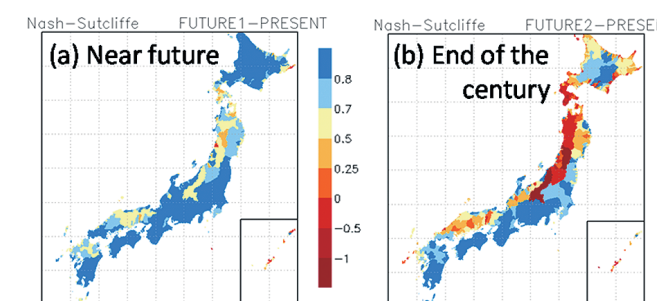 Nash-Sutcliffe FUTURE1-PRESENT
(a) Near future
0.8
0.7
0.5
0.25
0
-0.5
-1
Nash-Sutcliffe FUTURE2-PRESE
(b) End of the
century